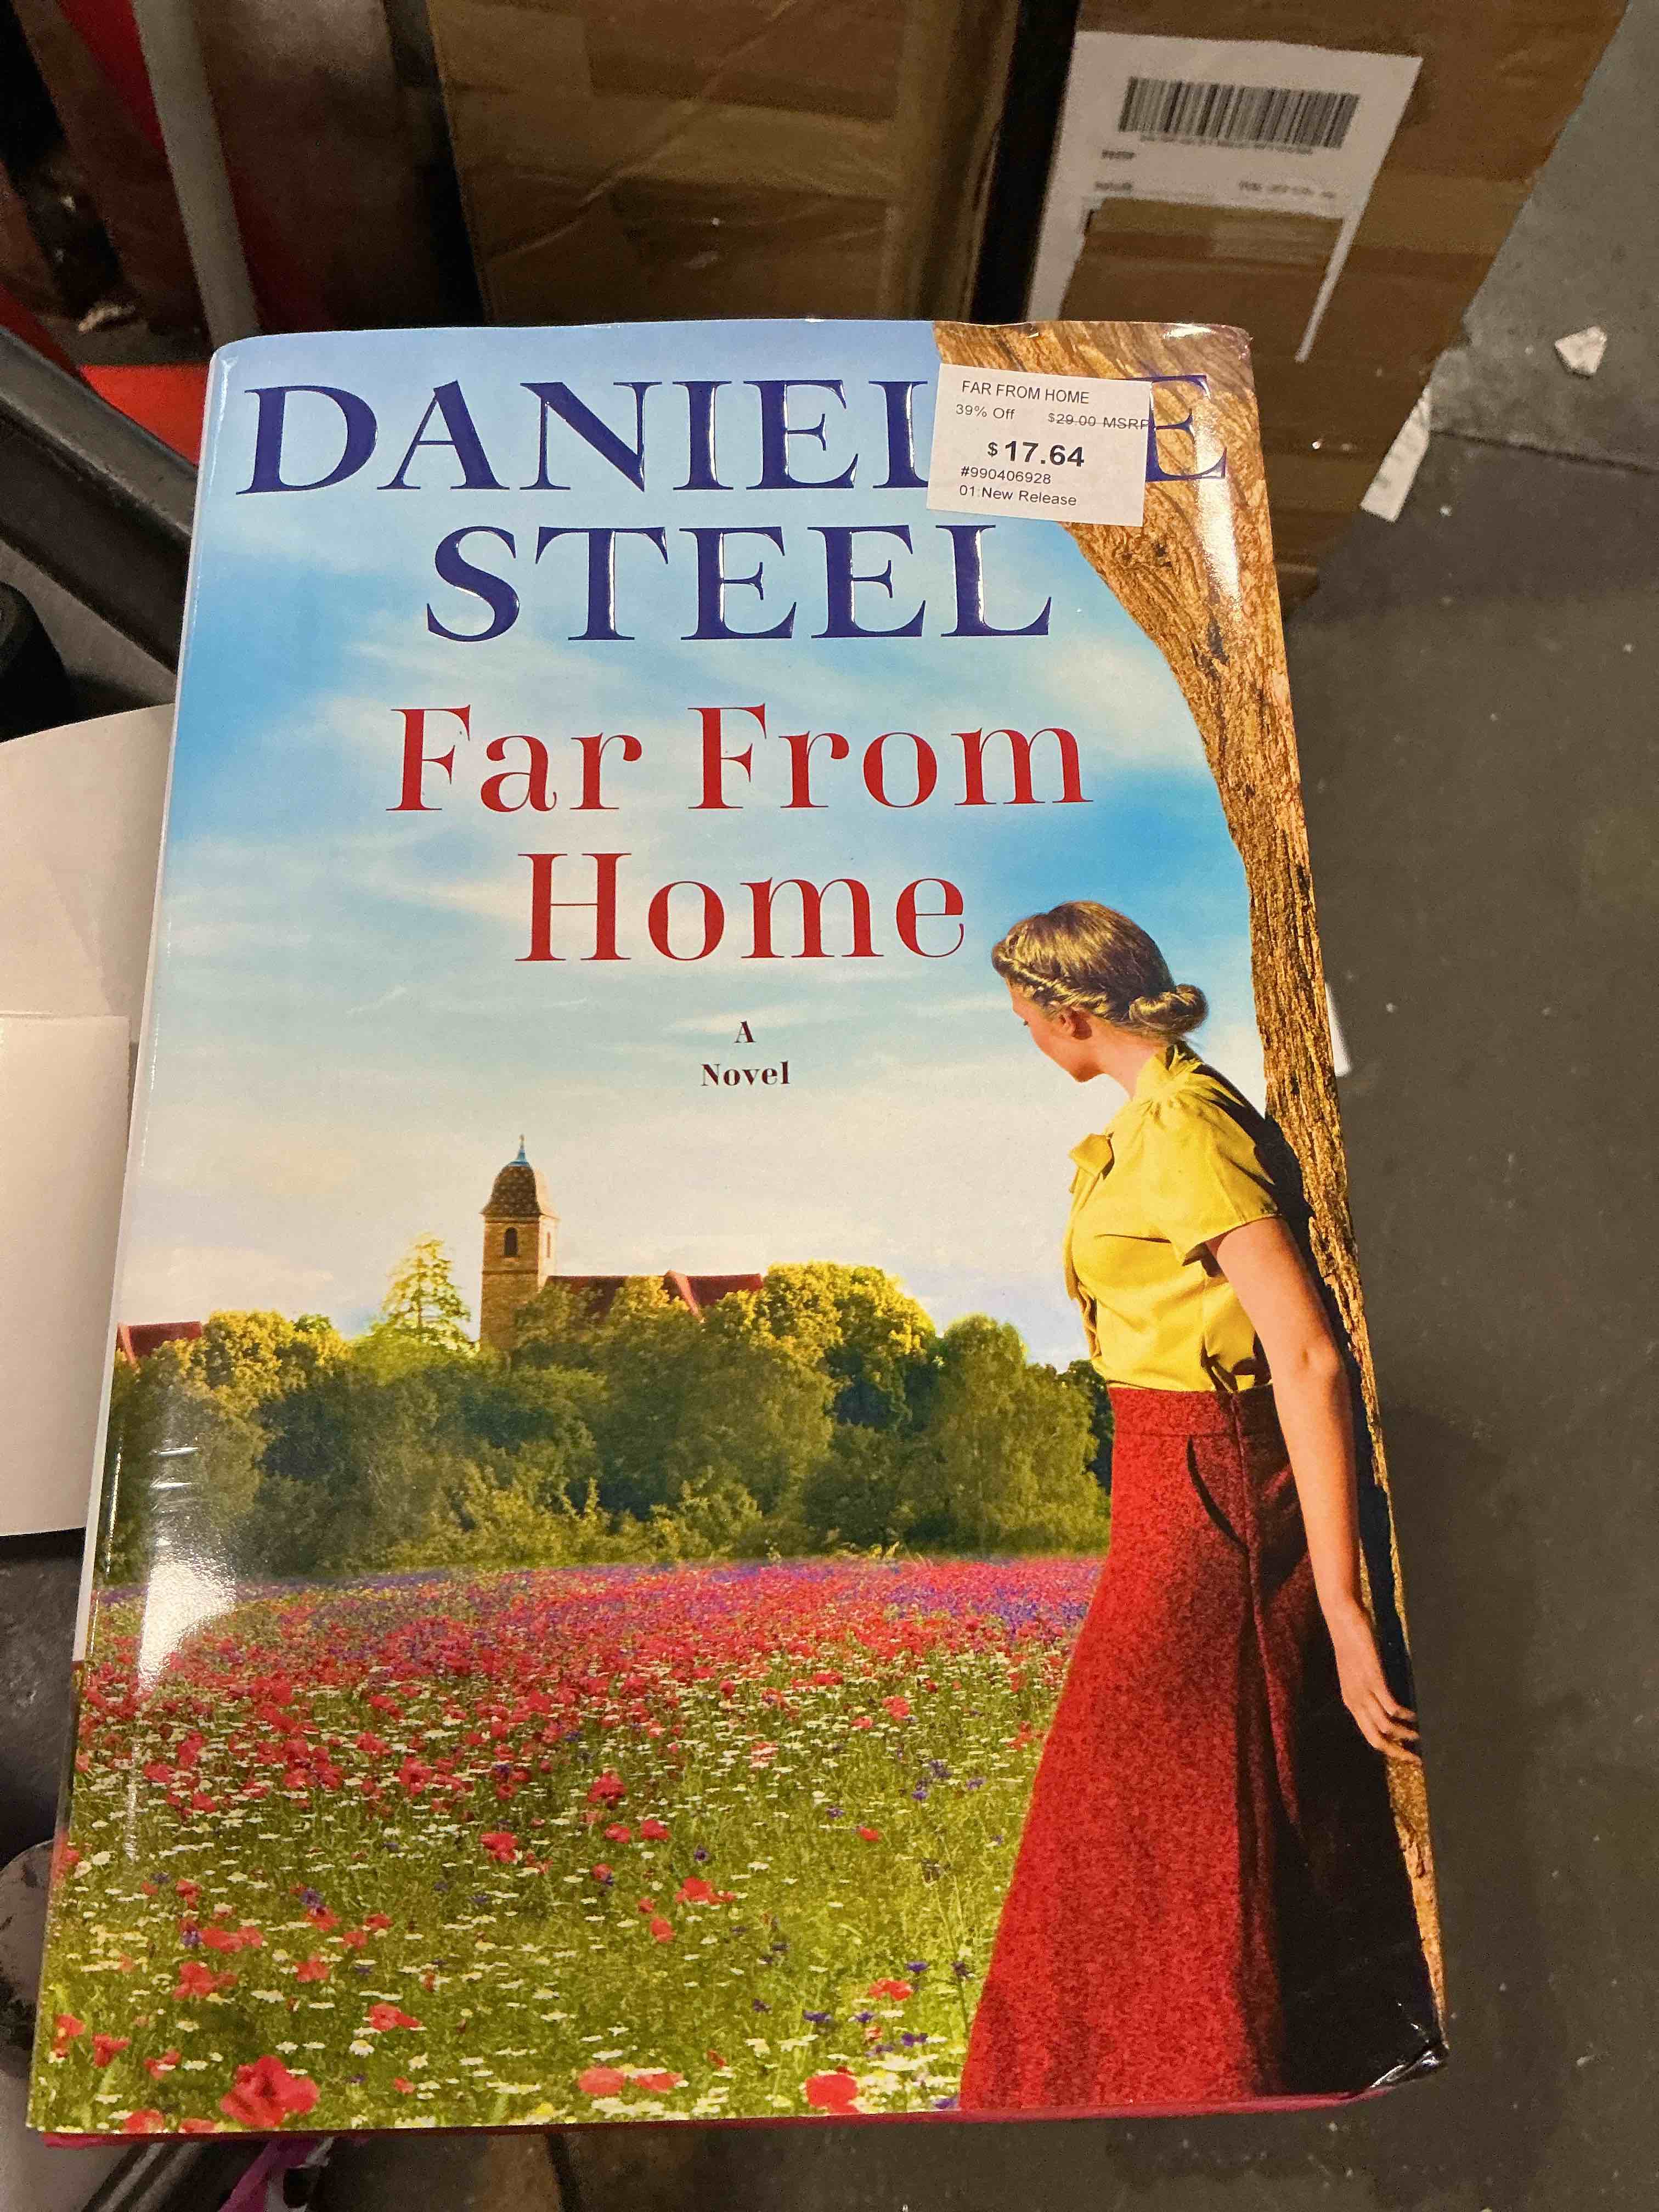 DANIEL E
FAR FROM HOME
39% Off $29.00 MSRP
$17.64
#990406928
01:New Release
STEEL
Far From
Home
A
Novel